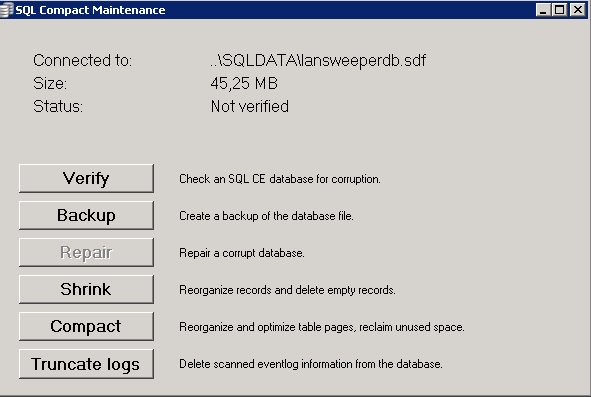 SQL Compact Maintenance
Connected to: ..\SQLDATA\lansweeperdb.sdf
Size: 45,25 MB
Status: Not verified
Verify Check an SQL CE database for corruption.
Backup Create a backup of the database file.
Repair Repair a corrupt database.
Shrink Reorganize records and delete empty records.
Compact Reorganize and optimize table pages, reclaim unused space.
Truncate logs Delete scanned eventlog information from the database.